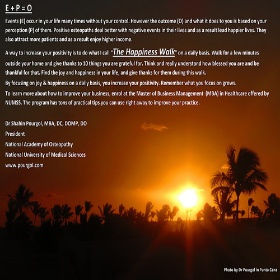 E + P = O
Events (E) occur in your life many times without your control. However the outcome (O) and what it does to you is based on your
perception (P) of them. Positive osteopaths deal better with negative events in their lives and as a result lead happier lives. They
also attract more patients and as a result enjoy higher income.
A way to increase your positivity is to do what I call "The Happiness Walk" on a daily basis. Walk for a few minutes
outside your home and give thanks to 10 things you are grateful for. Think and really understand how blessed you are and be
thankful for that. Find the joy and happiness in your life, and give thanks for them during this walk.
By focusing on joy & happiness on a daily basis, you increase your positivity. Remember what you focus on grows.
To learn more about how to improve your business, enrol at the Master of Business Management (MBA) in Healthcare offered by
NUMSS. The program has tons of practical tips you can use right away to improve your practice.
Dr Shahin Pourgol, MBA, DC, DOMP, DO
President
National Academy of Osteopathy
National University of Medical Sciences
www.pourgol.com
Photo by Dr Pourgol in Punta Cana